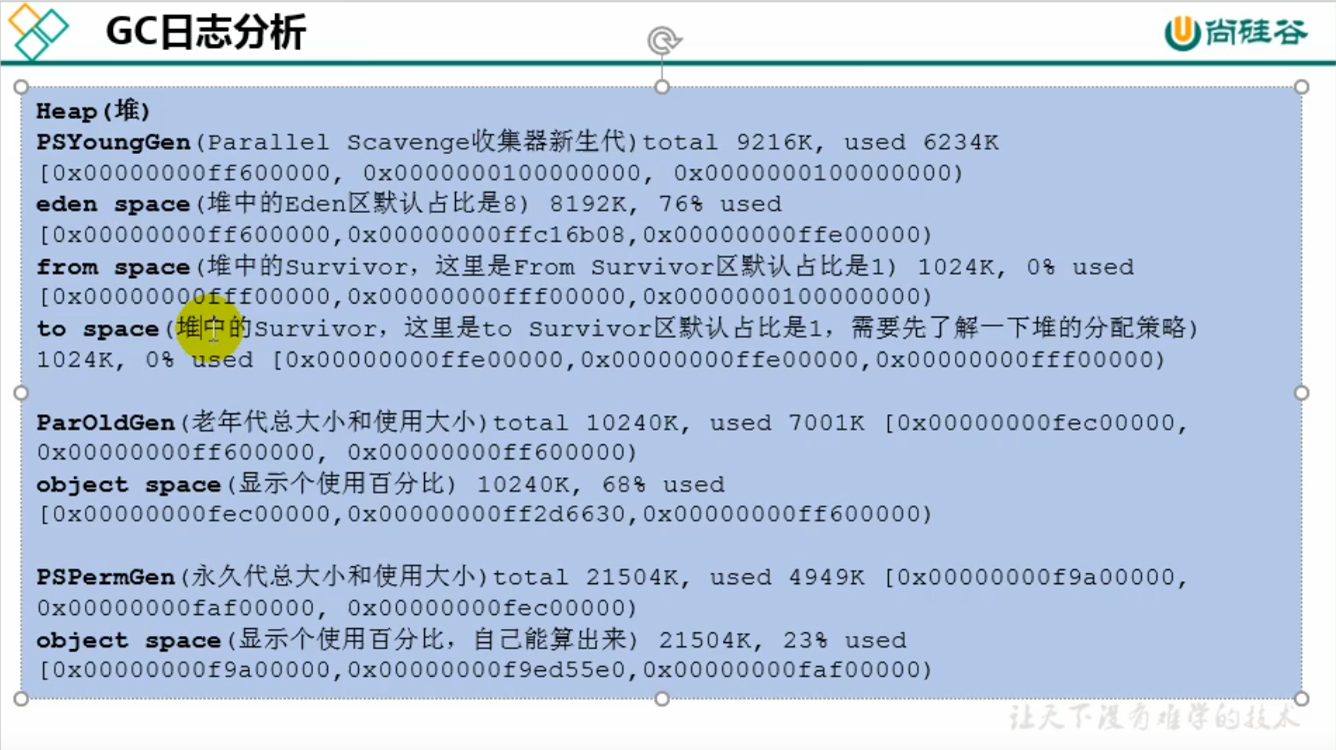 GC日志分析
尚硅谷
Heap(堆)
PSYoungGen(Parallel Scavenge收集器新生代)total 9216K, used 6234K
[0x00000000ff600000, 0x0000000100000000, 0x0000000100000000)
eden space(堆中的Eden区默认占比是8) 8192K, 76% used
[0x00000000ff600000,0x00000000ffc16b08,0x00000000ffe00000)
from space(堆中的Survivor，这里是From Survivor区默认占比是1) 1024K, 0% used
[0x00000000fff00000,0x00000000fff00000,0x0000000100000000)
to space(堆中的Survivor，这里是to Survivor区默认占比是1，需要先了解一下堆的分配策略)
1024K, 0% used [0x00000000ffe00000,0x00000000ffe00000,0x00000000fff00000)
ParOldGen(老年代总大小和使用大小)total 10240K, used 7001K [0x00000000fec00000,
0x00000000ff600000, 0x00000000ff600000)
object space(显示个使用百分比) 10240K, 68% used
[0x00000000fec00000,0x00000000ff2d6630,0x00000000ff600000)
PSPermGen(永久代总大小和使用大小)total 21504K, used 4949K [0x00000000f9a00000,
0x00000000faf00000, 0x00000000fec00000)
object space(显示个使用百分比，自己能算出来) 21504K, 23% used
[0x00000000f9a00000,0x00000000f9ed55e0,0x00000000faf00000)
让天下没有难学的技术